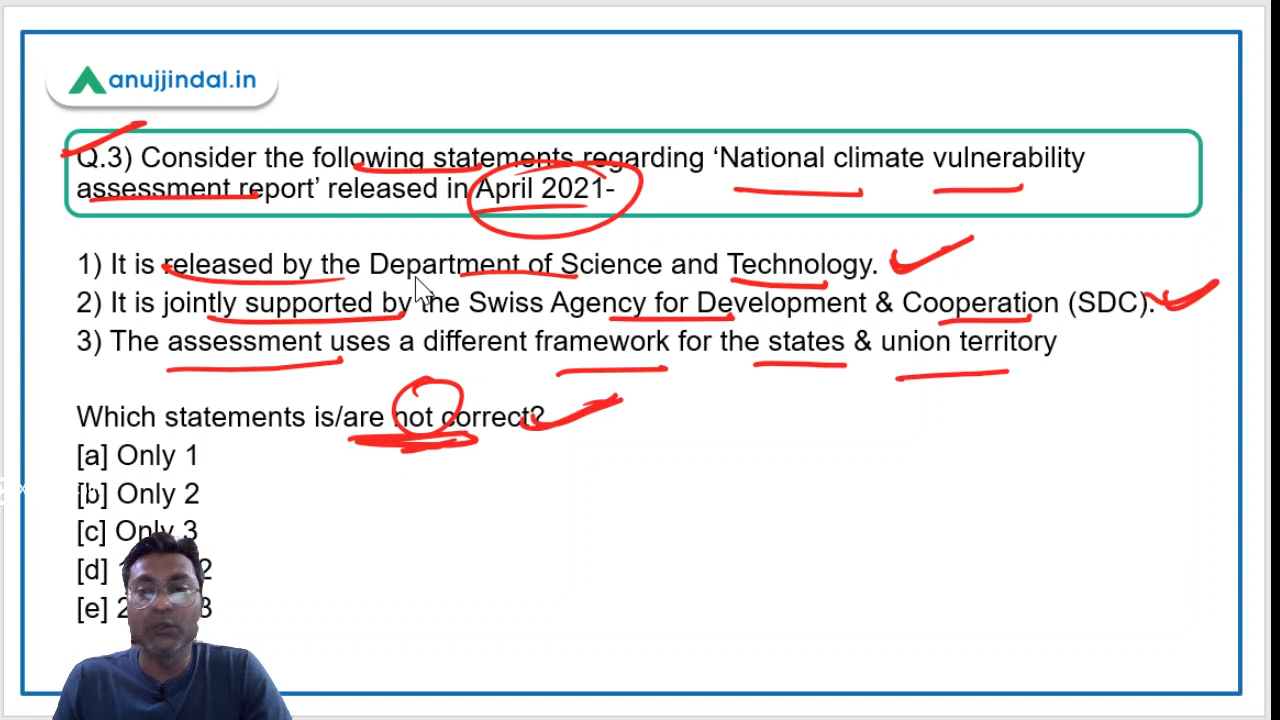 anujjindal.in
Q.3) Consider the following statements regarding ‘National climate vulnerability
assessment report’ released in April 2021-
1) It is released by the Department of Science and Technology.
2) It is jointly supported by the Swiss Agency for Development & Cooperation (SDC).
3) The assessment uses a different framework for the states & union territory
Which statements is/are not correct?
[a] Only 1
[b] Only 2
[c] Only 3
[d] 2
[e] 2 3